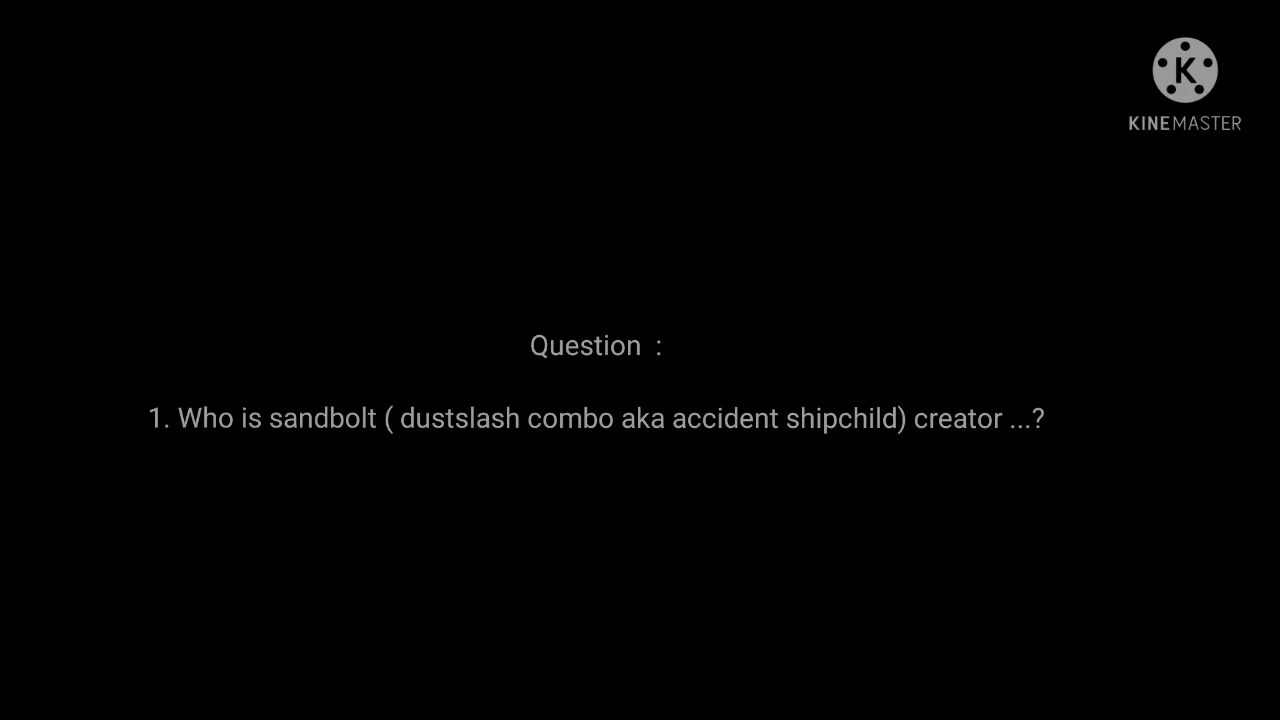 KINEMASTER
Question :
1. Who is sandbolt ( dustslash combo aka accident shipchild) creator ...?